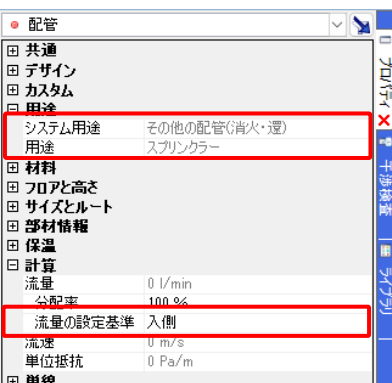 配管
共通
デザイン
カスタム
用途
システム用途 その他の配管(消火・還)
用途 スプリンクラー
材料
フロアと高さ
サイズとルート
部材情報
保温
計算
流量 0 l/min
分配率 100 %
流量の設定基準 入側
流速 0 m/s
単位抵抗 0 Pa/m
単線
プロパティ
干渉検査
ライブラリ